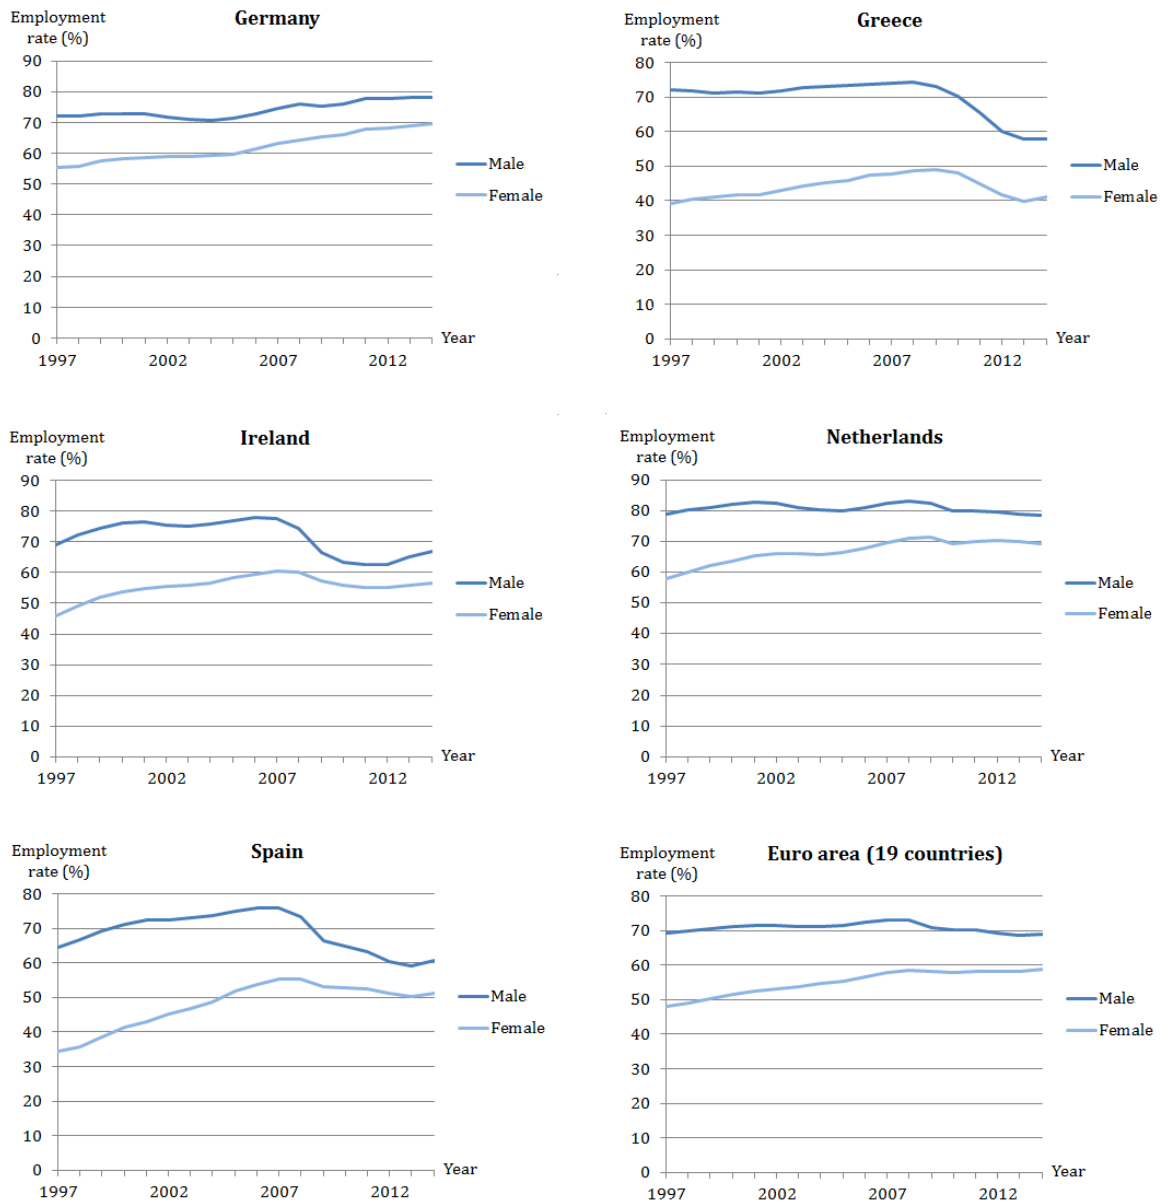 Germany
Employment
rate (%)
90
80
70
60
50
40
30
20
10
0
Male
Female
Year
1997
2002
2007
2012
Greece
Employment
rate (%)
80
70
60
50
40
30
20
10
0
Male
Female
Year
1997
2002
2007
2012
Ireland
Employment
rate (%)
90
80
70
60
50
40
30
20
10
0
Male
Female
Year
1997
2002
2007
2012
Netherlands
Employment
rate (%)
90
80
70
60
50
40
30
20
10
0
Male
Female
Year
1997
2002
2007
2012
Spain
Employment
rate (%)
80
70
60
50
40
30
20
10
0
Male
Female
Year
1997
2002
2007
2012
Euro area (19 countries)
Employment
rate (%)
80
70
60
50
40
30
20
10
0
Male
Female
Year
1997
2002
2007
2012